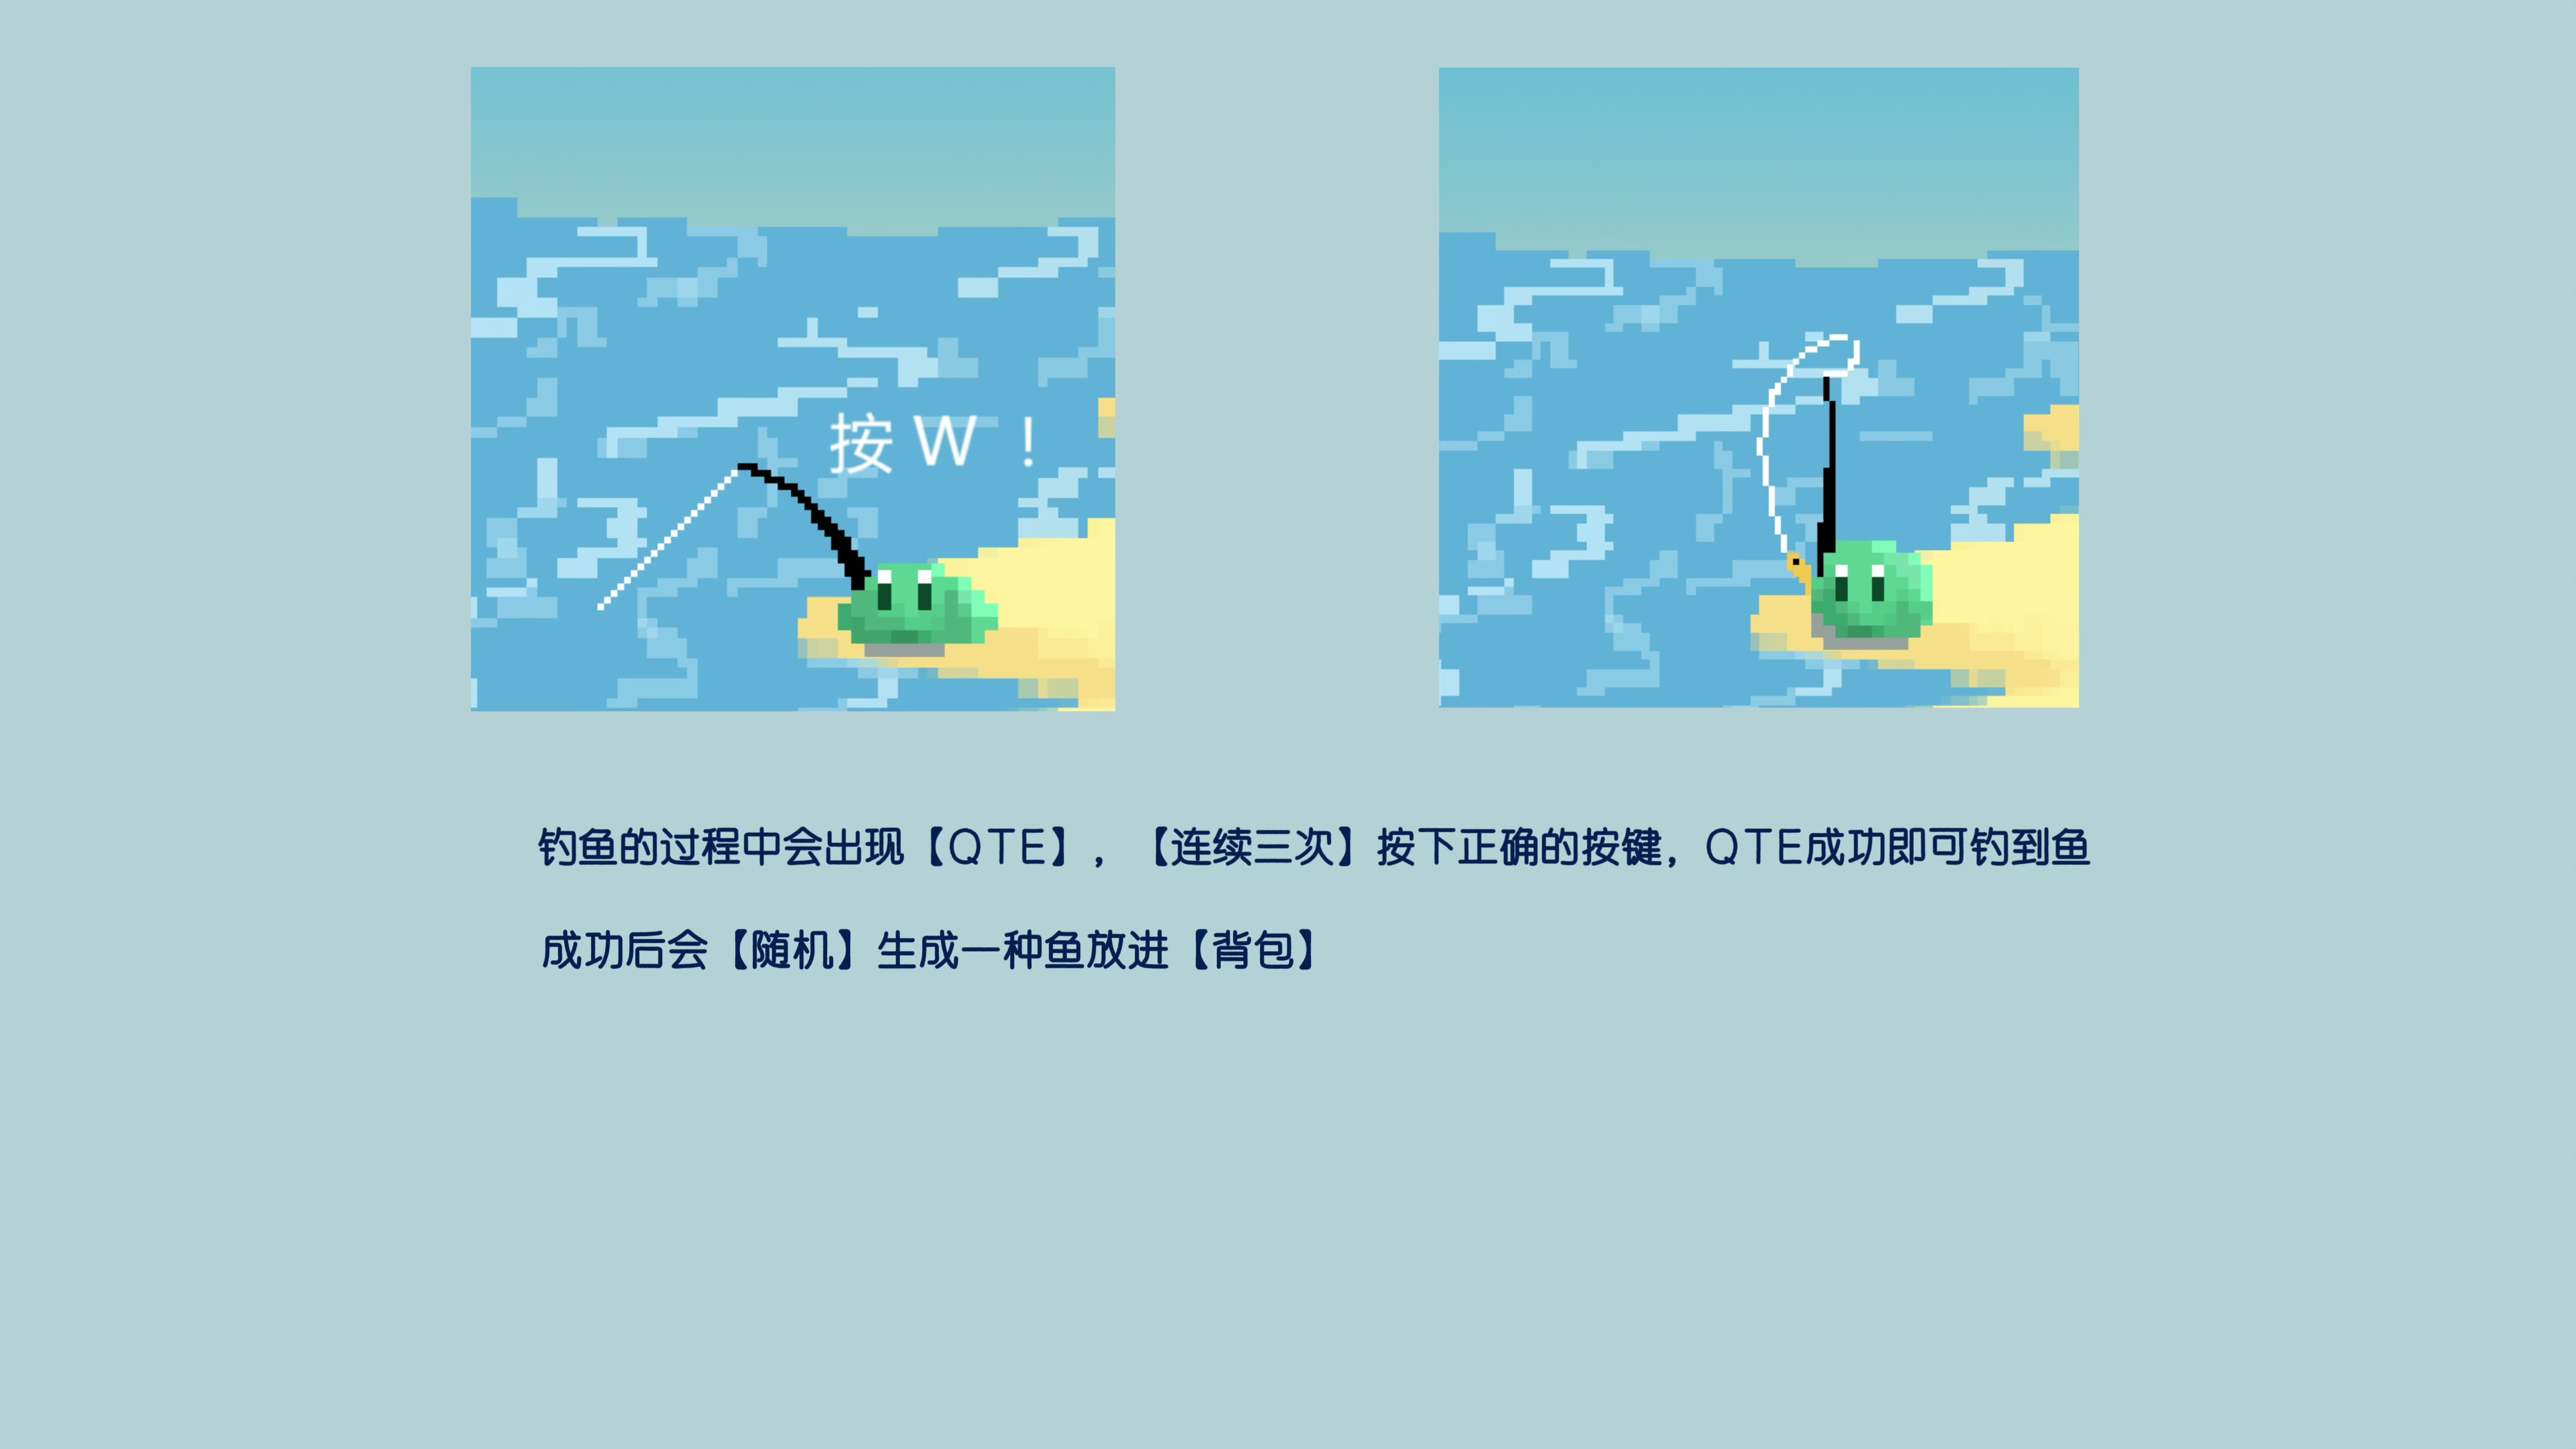 按W！
钓鱼的过程中会出现【QTE】，【连续三次】按下正确的按键，QTE成功即可钓到鱼
成功后会【随机】生成一种鱼放进【背包】